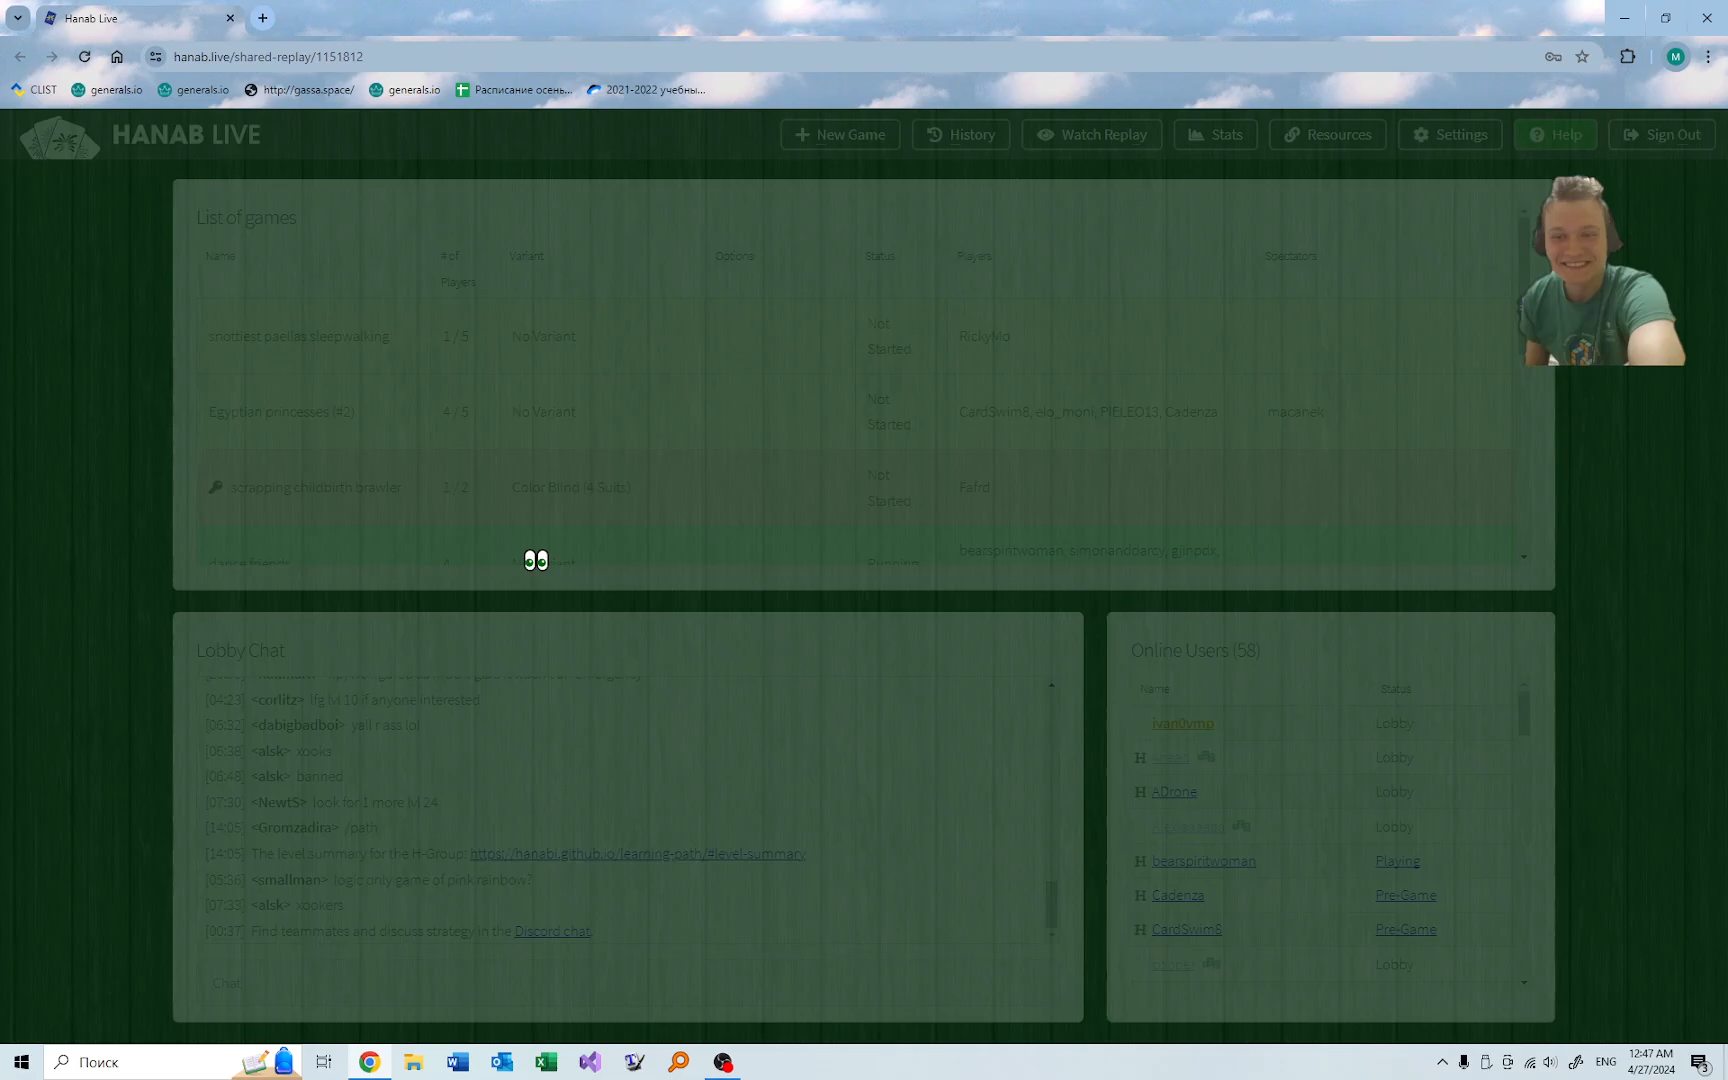 Hanab Live
hanab.live/shared-replay/1151812
M
CLIST generals.io generals.io http://gassa.space/ generals.io Расписание осень... 2021-2022 учебны...
HANAB LIVE
New Game History Watch Replay Stats Resources Settings Help Sign Out
List of games
Name # of Players Variant Options Status Players Spectators
snottiest paellas sleepwalking 1 / 5 No Variant Not Started RickyMo
Egyptian princesses (#2) 4 / 5 No Variant Not Started CardSwim8, elo_moni, PIELEO13, Cadenza macanek
scrapping childbirth brawler 1 / 2 Color Blind (4 Suits) Not Started Fafrd
dance friends 4 Running bearspiritwoman, simonanddarcy, gjinpdx,
Lobby Chat
[04:23] <corlitz> lfg lvl 10 if anyone interested
[06:32] <dabigbadboi> yall r ass lol
[06:38] <alsk> xooks
[06:48] <alsk> banned
[07:30] <NewtS> look for 1 more lvl 24
[14:05] <Gromzadira> /path
[14:05] The level summary for the H-Group: https://hanabi.github.io/learning-path/#level-summary
[05:36] <smallman> logic only game of pink rainbow?
[07:33] <alsk> xookers
[00:37] Find teammates and discuss strategy in the Discord chat.
Chat
Online Users (58)
Name Status
ivan0vmp Lobby
H Lobby
H ADrone Lobby
Lobby
H bearspiritwoman Playing
H Cadenza Pre-Game
H CardSwim8 Pre-Game
Lobby
Поиск
ENG
12:47 AM
4/27/2024
3